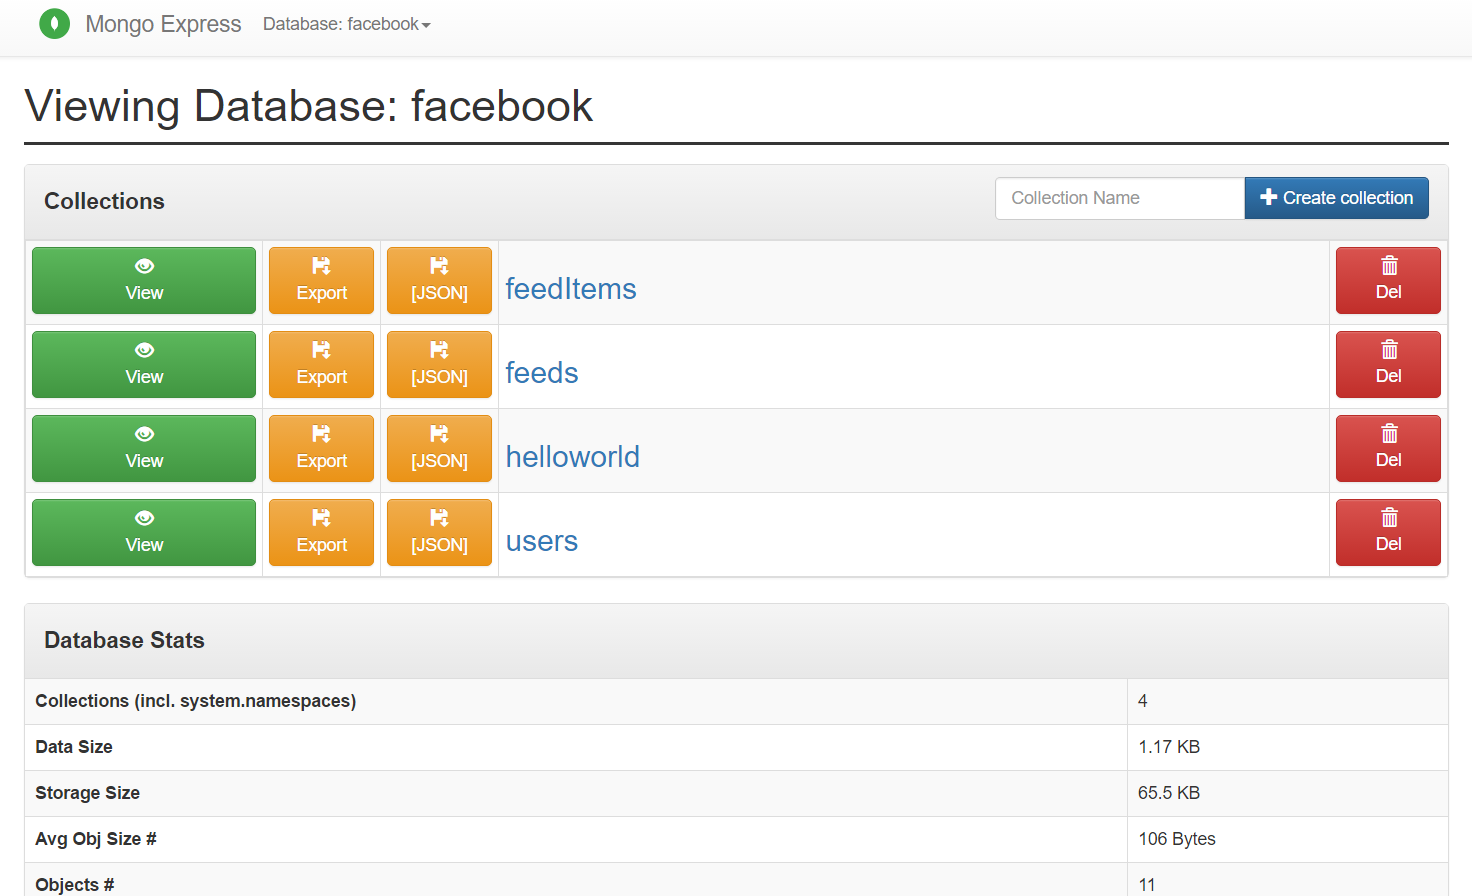 Mongo Express Database: facebook
Viewing Database: facebook
Collections
Collection Name
Create collection
View Export [JSON] feedItems Del
View Export [JSON] feeds Del
View Export [JSON] helloworld Del
View Export [JSON] users Del
Database Stats
Collections (incl. system.namespaces) 4
Data Size 1.17 KB
Storage Size 65.5 KB
Avg Obj Size # 106 Bytes
Objects # 11